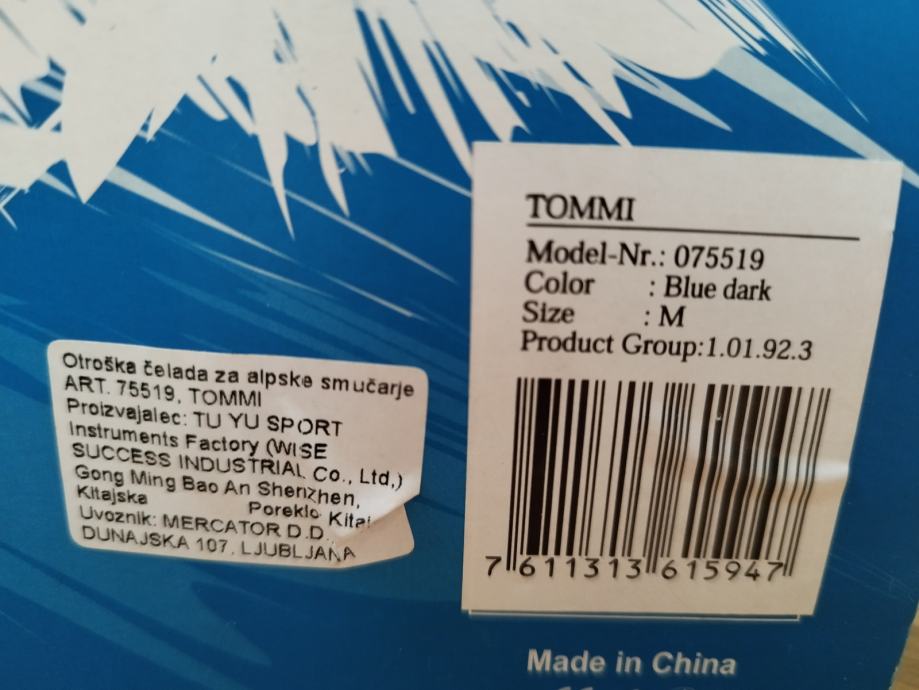 Otroška čelada za alpske smučarje
ART. 75519, TOMMI
Proizvajalec: TU YU SPORT
Instruments Factory (WISE
SUCCESS INDUSTRIAL Co., Ltd,)
Gong Ming Bao An Shenzhen,
Kitajska Poreklo
Uvoznik: MERCATOR D.D.
DUNAJSKA 107, LJUBLJANA
TOMMI
Model-Nr.: 075519
Color : Blue dark
Size : M
Product Group:1.01.92.3
7 611313 615947
Made in China